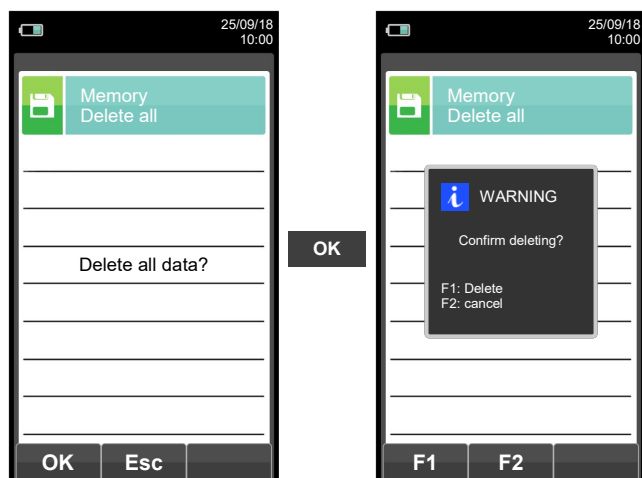 25/09/18
10:00
Memory
Delete all
Delete all data?
OK
Esc
OK
25/09/18
10:00
Memory
Delete all
i WARNING
Confirm deleting?
F1: Delete
F2: cancel
F1
F2